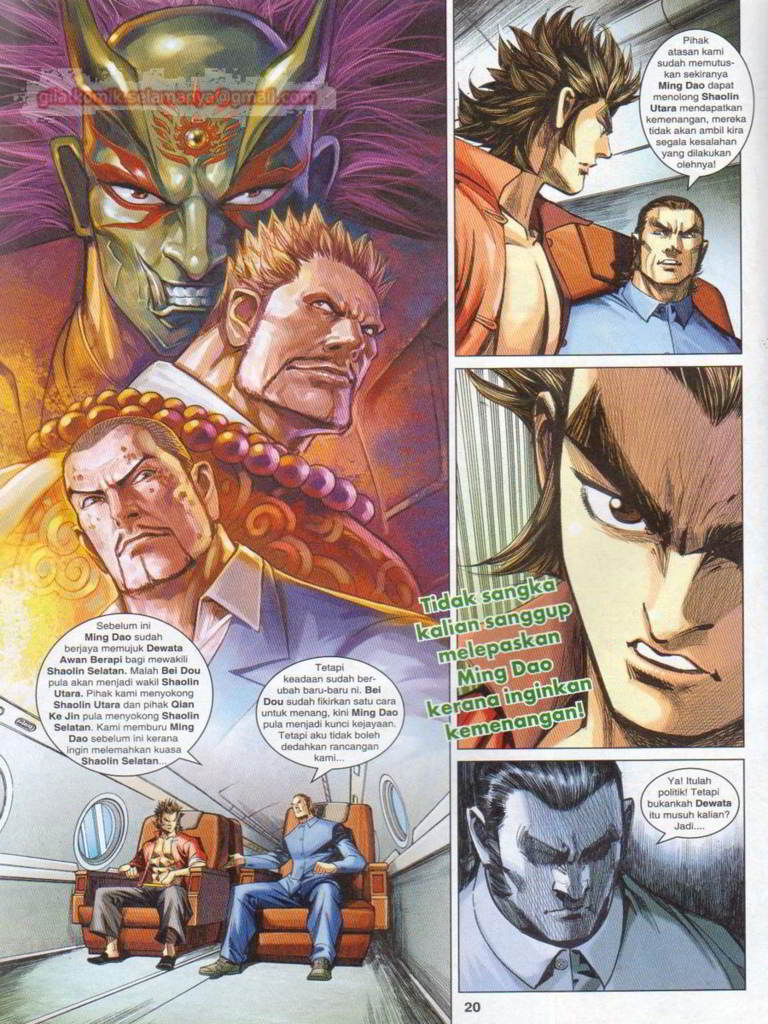 gilakomik.selamanya@gmail.com
Sebelum ini
Ming Dao sudah
berjaya memujuk Dewata
Awan Berapi bagi mewakili
Shaolin Selatan. Malah Bei Dou
pula akan menjadi wakil Shaolin
Utara. Pihak kami menyokong
Shaolin Utara dan pihak Qian
Ke Jin pula menyokong Shaolin
Selatan. Kami memburu Ming
Dao sebelum ini kerana
ingin melemahkan kuasa
Shaolin Selatan...
Tetapi
keadaan sudah ber-
ubah baru-baru ni. Bei
Dou sudah fikirkan satu cara
untuk menang, kini Ming Dao
pula menjadi kunci kejayaan.
Tetapi aku tidak boleh
dedahkan rancangan
kami...
Pihak
atasan kami
sudah memutus-
kan sekiranya
Ming Dao dapat
menolong Shaolin
Utara mendapatkan
kemenangan, mereka
tidak akan ambil kira
segala kesalahan
yang dilakukan
olehnya!
Tidak sangka
kalian sanggup
melepaskan
Ming Dao
kerana inginkan
kemenangan!
Ya! Itulah
politik! Tetapi
bukankah Dewata
itu musuh kalian?
Jadi....
20